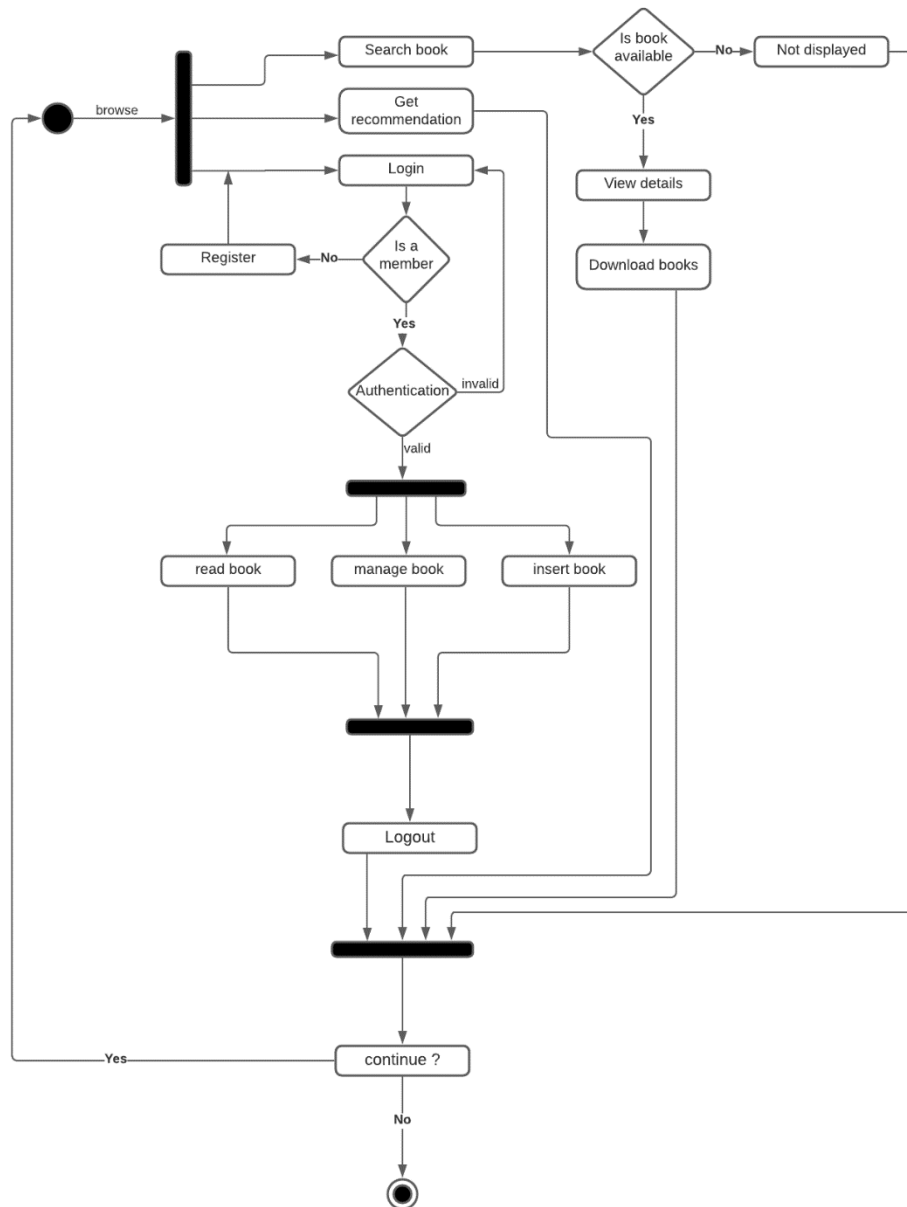 Search book
Is book
available
No
Not displayed
browse
Get
recommendation
Yes
Login
View details
Register
No
Is a
member
Download books
Yes
Authentication
invalid
valid
read book
manage book
insert book
Logout
Yes
continue ?
No